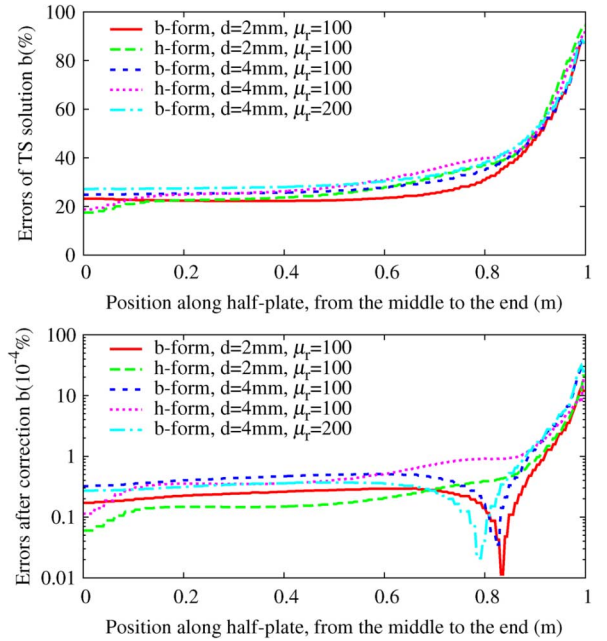 Errors of TS solution b(%)
100
80
60
40
20
0
b-form, d=2mm, μr=100
h-form, d=2mm, μr=100
b-form, d=4mm, μr=100
h-form, d=4mm, μr=100
b-form, d=4mm, μr=200
0 0.2 0.4 0.6 0.8 1
Position along half-plate, from the middle to the end (m)
Errors after correction b(10⁻⁴%)
100
10
1
0.1
0.01
b-form, d=2mm, μr=100
h-form, d=2mm, μr=100
b-form, d=4mm, μr=100
h-form, d=4mm, μr=100
b-form, d=4mm, μr=200
0 0.2 0.4 0.6 0.8 1
Position along half-plate, from the middle to the end (m)